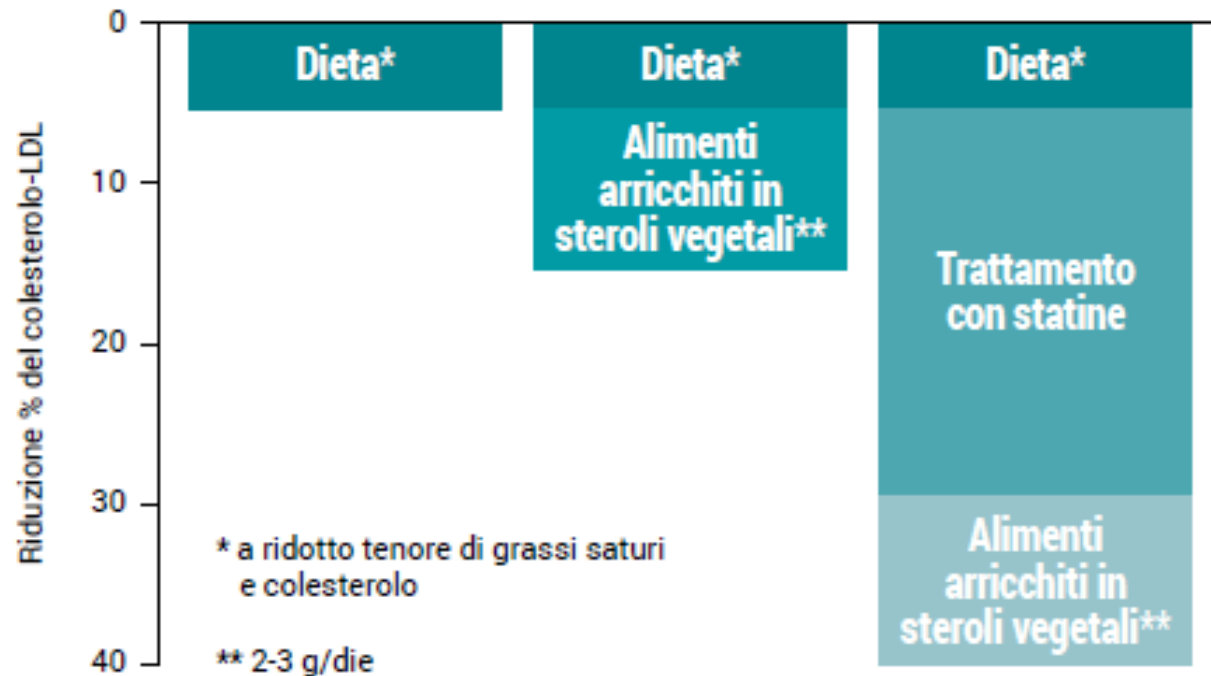 Riduzione % del colesterolo-LDL
0
10
20
30
40
Dieta*
Dieta*
Alimenti
arricchiti in
steroli vegetali**
Dieta*
Trattamento
con statine
Alimenti
arricchiti in
steroli vegetali**
* a ridotto tenore di grassi saturi
e colesterolo
** 2-3 g/die